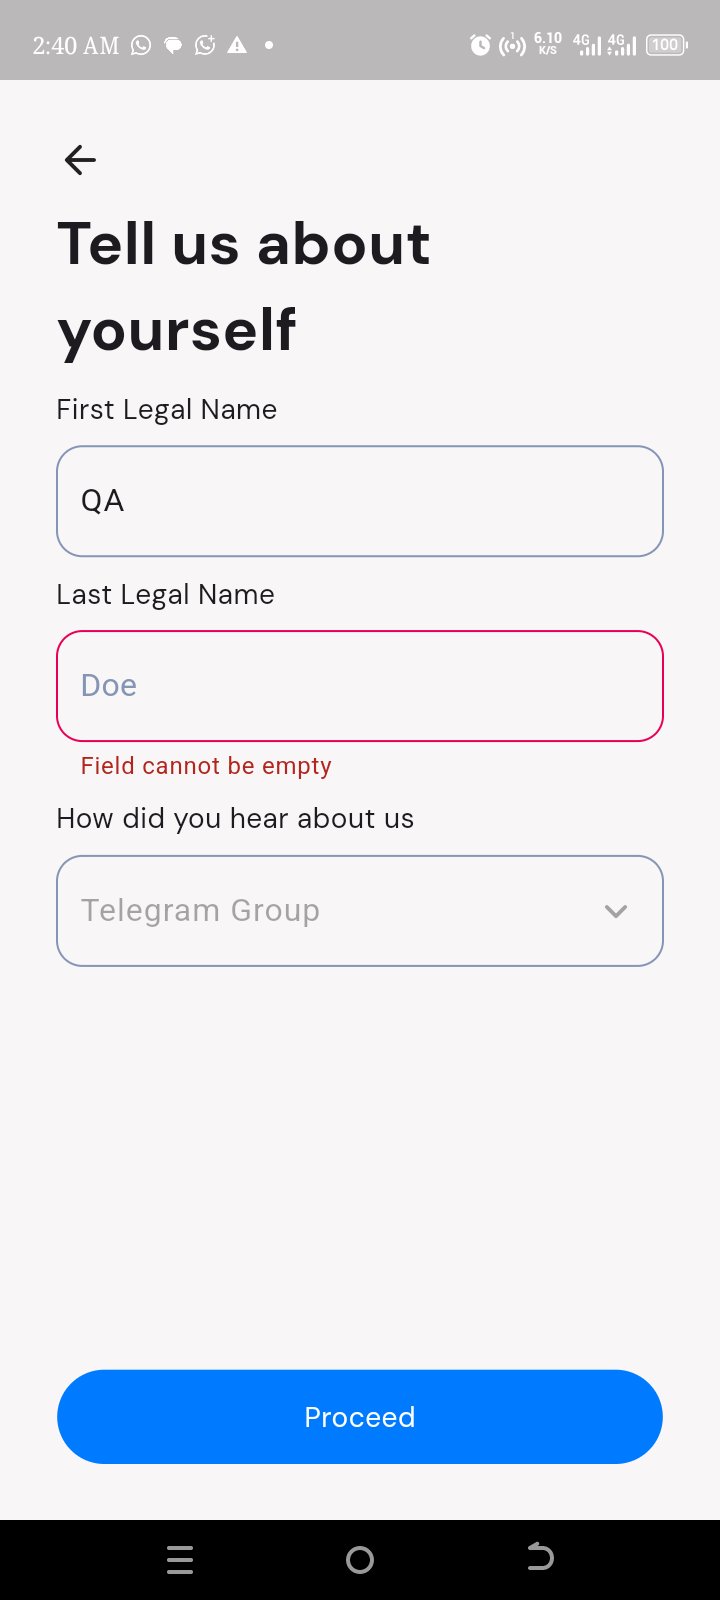 2:40 AM 1 6.10 K/S 4G 4G 100
Tell us about
yourself
First Legal Name
QA
Last Legal Name
Doe
Field cannot be empty
How did you hear about us
Telegram Group
Proceed